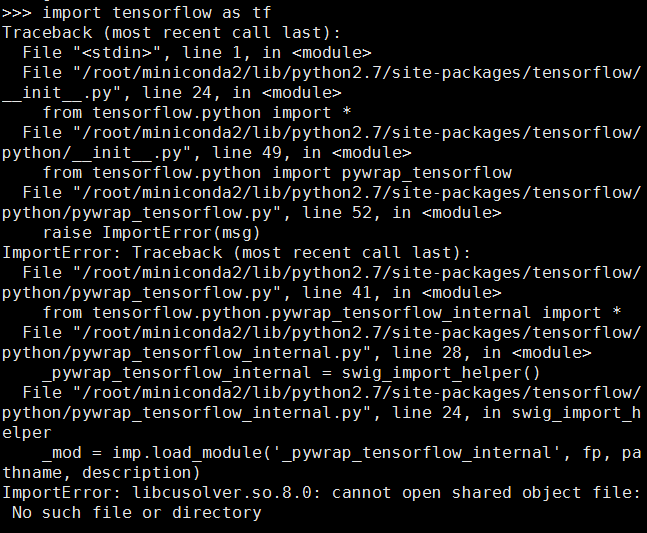 >>> import tensorflow as tf
Traceback (most recent call last):
  File "<stdin>", line 1, in <module>
  File "/root/miniconda2/lib/python2.7/site-packages/tensorflow/
__init__.py", line 24, in <module>
    from tensorflow.python import *
  File "/root/miniconda2/lib/python2.7/site-packages/tensorflow/
python/__init__.py", line 49, in <module>
    from tensorflow.python import pywrap_tensorflow
  File "/root/miniconda2/lib/python2.7/site-packages/tensorflow/
python/pywrap_tensorflow.py", line 52, in <module>
    raise ImportError(msg)
ImportError: Traceback (most recent call last):
  File "/root/miniconda2/lib/python2.7/site-packages/tensorflow/
python/pywrap_tensorflow.py", line 41, in <module>
    from tensorflow.python.pywrap_tensorflow_internal import *
  File "/root/miniconda2/lib/python2.7/site-packages/tensorflow/
python/pywrap_tensorflow_internal.py", line 28, in <module>
    _pywrap_tensorflow_internal = swig_import_helper()
  File "/root/miniconda2/lib/python2.7/site-packages/tensorflow/
python/pywrap_tensorflow_internal.py", line 24, in swig_import_h
elper
    _mod = imp.load_module('_pywrap_tensorflow_internal', fp, pa
thname, description)
ImportError: libcusolver.so.8.0: cannot open shared object file:
 No such file or directory